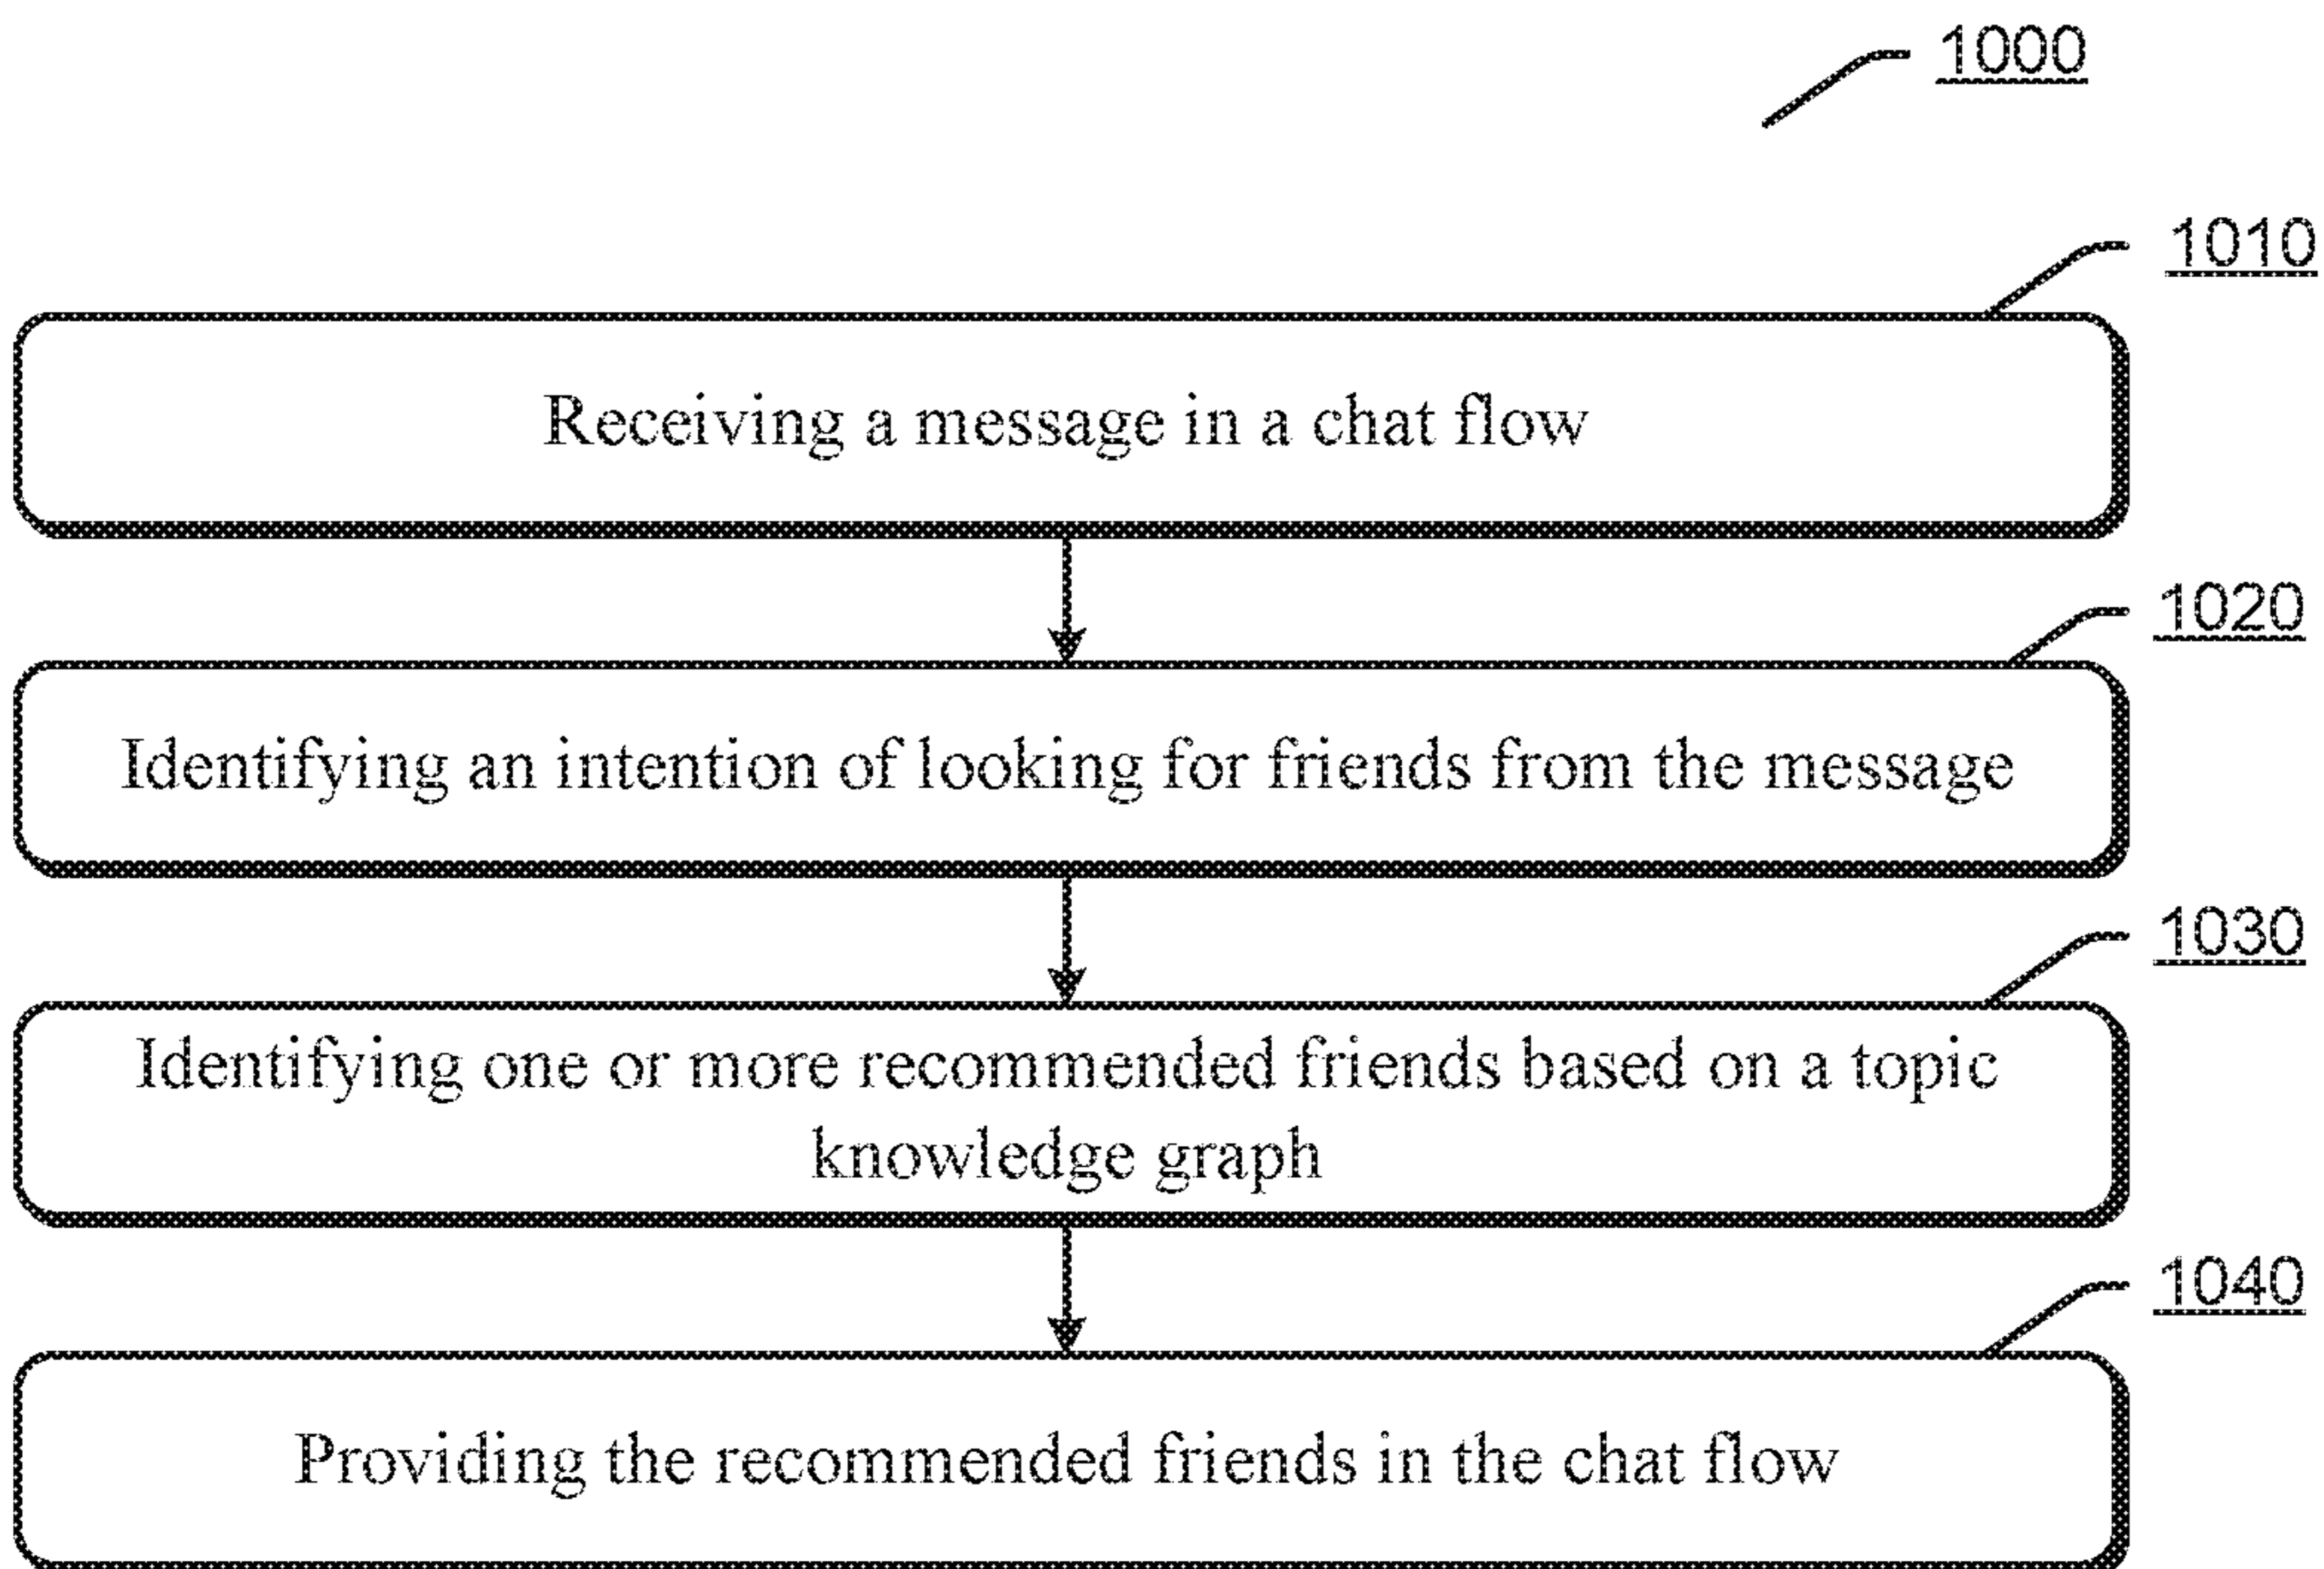 1000
1010
Receiving a message in a chat flow
1020
Identifying an intention of looking for friends from the message
1030
Identifying one or more recommended friends based on a topic
knowledge graph
1040
Providing the recommended friends in the chat flow